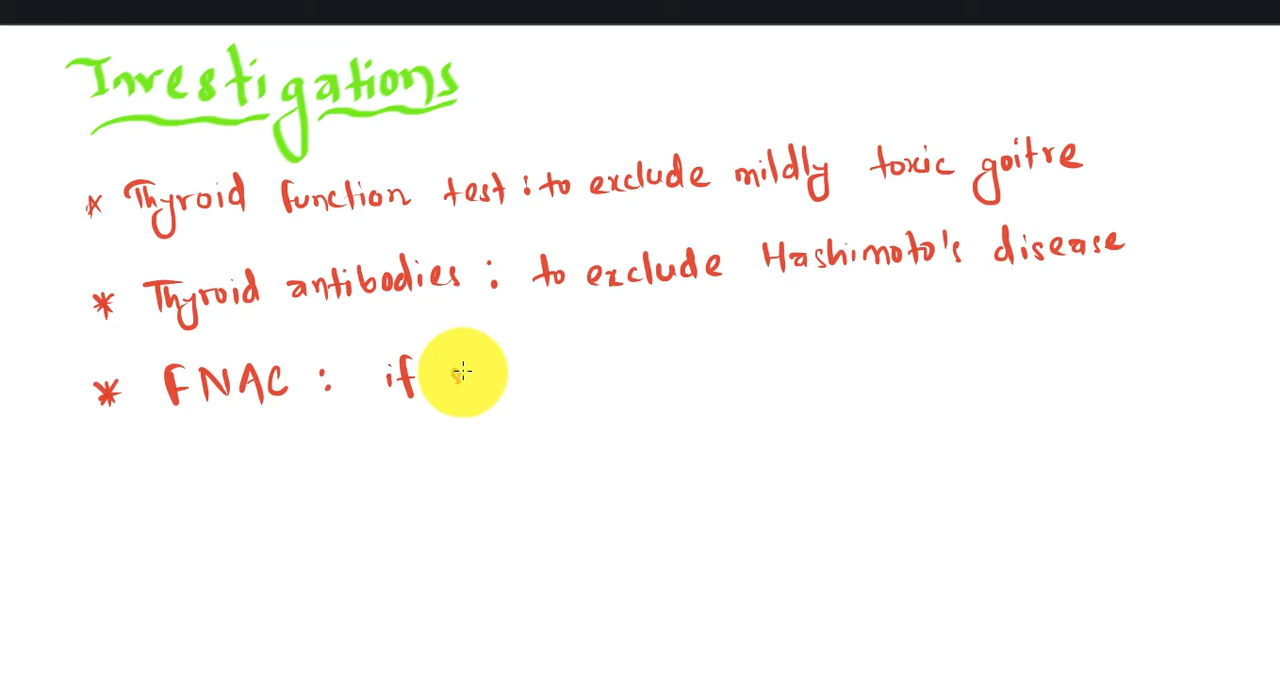 Investigations
* Thyroid function test : to exclude mildly toxic goitre
* Thyroid antibodies : to exclude Hashimoto's disease
* FNAC : if